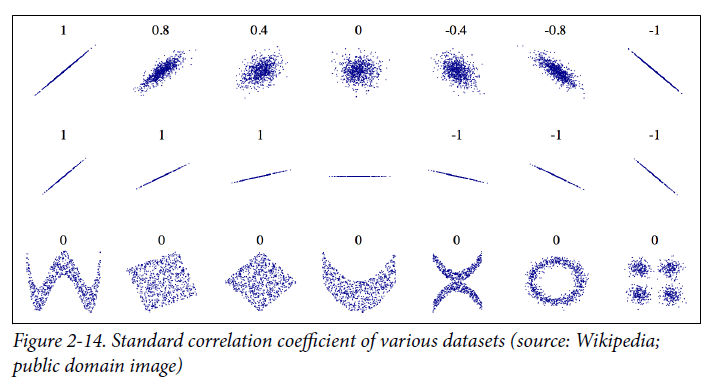 1 0.8 0.4 0 -0.4 -0.8 -1
1 1 1 -1 -1 -1
0 0 0 0 0 0 0
Figure 2-14. Standard correlation coefficient of various datasets (source: Wikipedia;
public domain image)